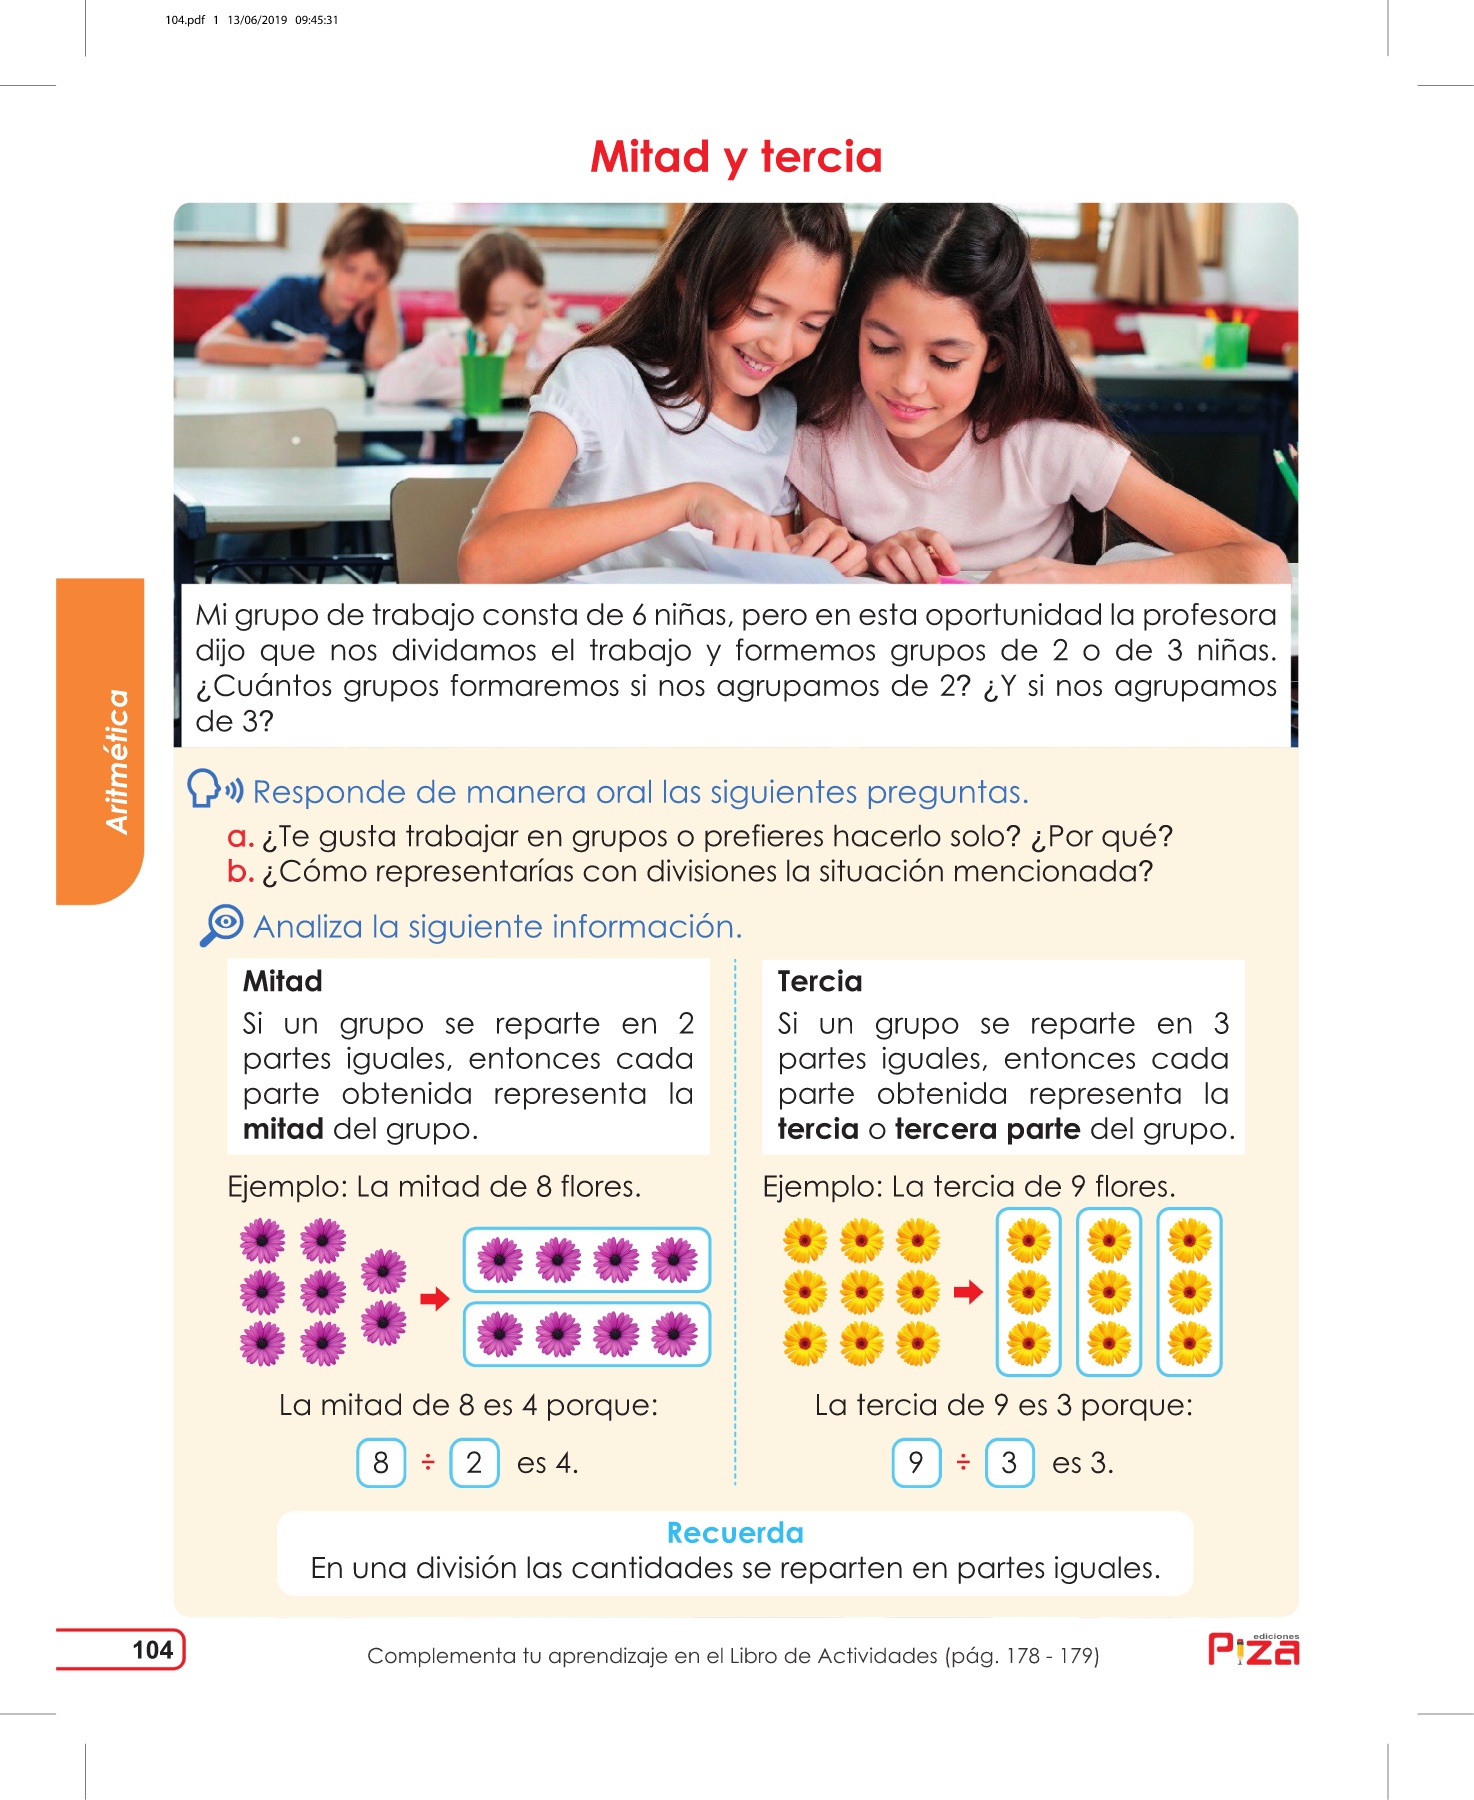 104.pdf 1 13/06/2019 09:45:31
Mitad y tercia
Mi grupo de trabajo consta de 6 niñas, pero en esta oportunidad la profesora
dijo que nos dividamos el trabajo y formemos grupos de 2 o de 3 niñas.
¿Cuántos grupos formaremos si nos agrupamos de 2? ¿Y si nos agrupamos
de 3?
Aritmética
Responde de manera oral las siguientes preguntas.
a. ¿Te gusta trabajar en grupos o prefieres hacerlo solo? ¿Por qué?
b. ¿Cómo representarías con divisiones la situación mencionada?
Analiza la siguiente información.
Mitad
Si un grupo se reparte en 2
partes iguales, entonces cada
parte obtenida representa la
mitad del grupo.
Ejemplo: La mitad de 8 flores.
La mitad de 8 es 4 porque:
8 ÷ 2 es 4.
Tercia
Si un grupo se reparte en 3
partes iguales, entonces cada
parte obtenida representa la
tercia o tercera parte del grupo.
Ejemplo: La tercia de 9 flores.
La tercia de 9 es 3 porque:
9 ÷ 3 es 3.
Recuerda
En una división las cantidades se reparten en partes iguales.
104
Complementa tu aprendizaje en el Libro de Actividades (pág. 178 - 179)
ediciones
Piza